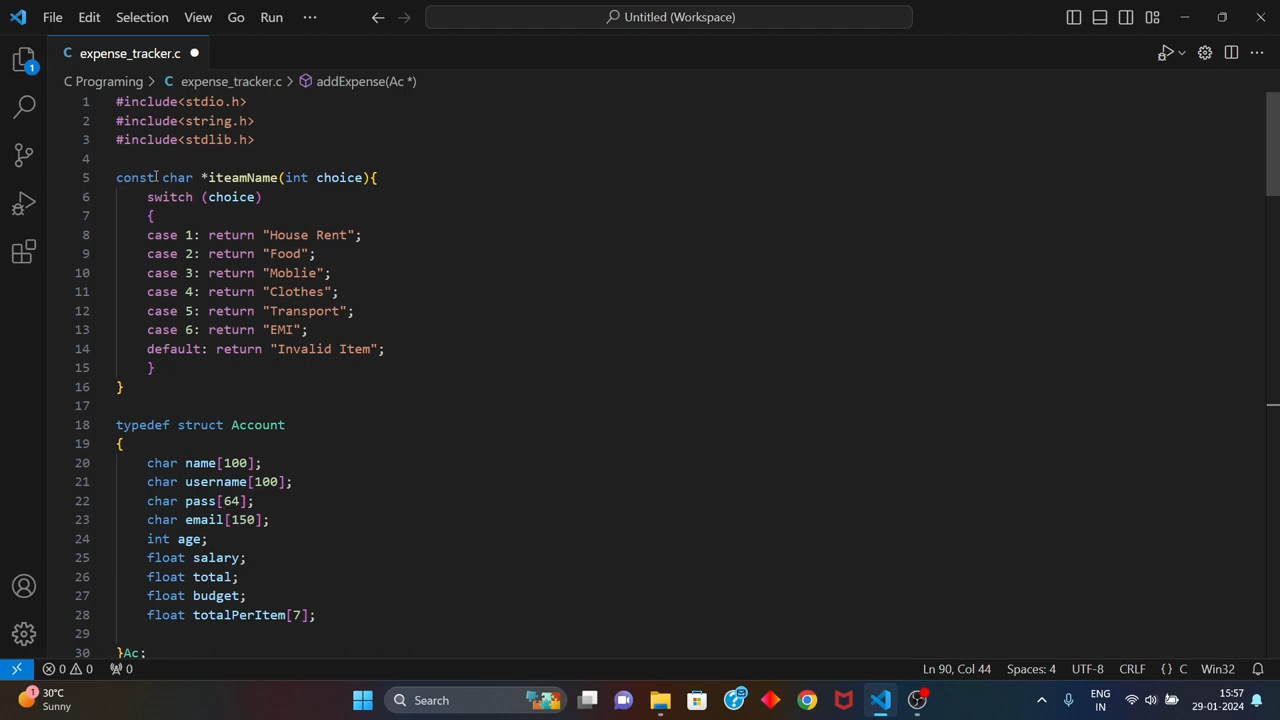 File Edit Selection View Go Run ··· Untitled (Workspace)
C expense_tracker.c
C Programing > C expense_tracker.c > addExpense(Ac *)
1 #include<stdio.h>
2 #include<string.h>
3 #include<stdlib.h>
4
5 const char *iteamName(int choice){
6 switch (choice)
7 {
8 case 1: return "House Rent";
9 case 2: return "Food";
10 case 3: return "Moblie";
11 case 4: return "Clothes";
12 case 5: return "Transport";
13 case 6: return "EMI";
14 default: return "Invalid Item";
15 }
16 }
17
18 typedef struct Account
19 {
20 char name[100];
21 char username[100];
22 char pass[64];
23 char email[150];
24 int age;
25 float salary;
26 float total;
27 float budget;
28 float totalPerItem[7];
29
30 }Ac;
1
0 0 0 Ln 90, Col 44 Spaces: 4 UTF-8 CRLF {} C Win32
30°C
Sunny
Search
ENG
IN
15:57
29-01-2024